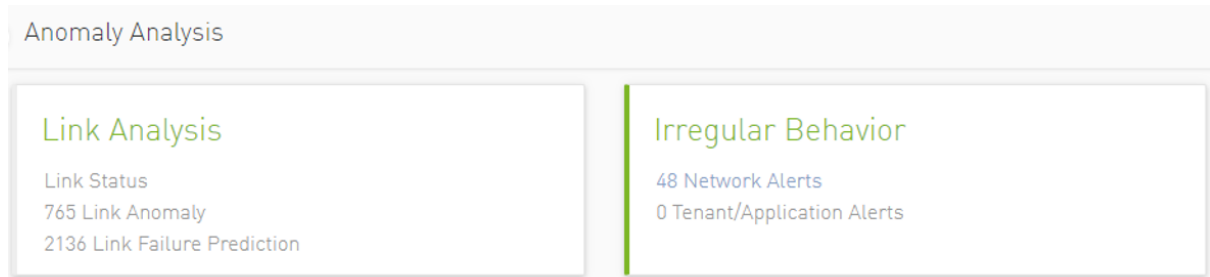 Anomaly Analysis
Link Analysis
Link Status
765 Link Anomaly
2136 Link Failure Prediction
Irregular Behavior
48 Network Alerts
0 Tenant/Application Alerts